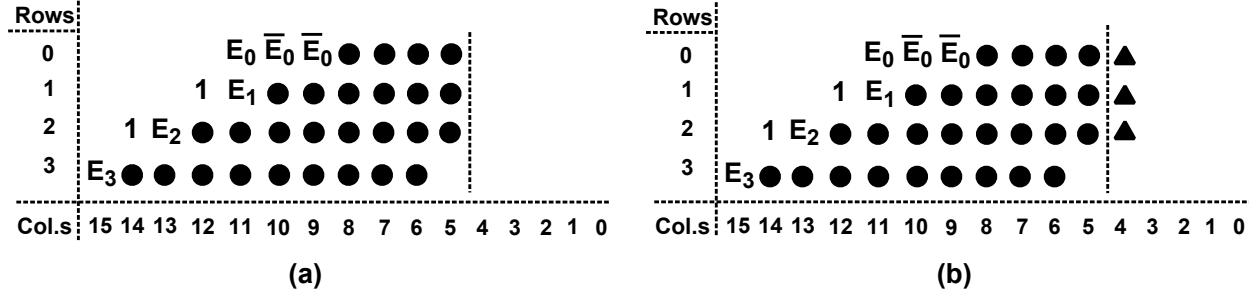 Rows
0 E₀ E̅₀ E̅₀
1 1 E₁
2 1 E₂
3 E₃
Col.s 15 14 13 12 11 10 9 8 7 6 5 4 3 2 1 0
(a)
Rows
0 E₀ E̅₀ E̅₀
1 1 E₁
2 1 E₂
3 E₃
Col.s 15 14 13 12 11 10 9 8 7 6 5 4 3 2 1 0
(b)